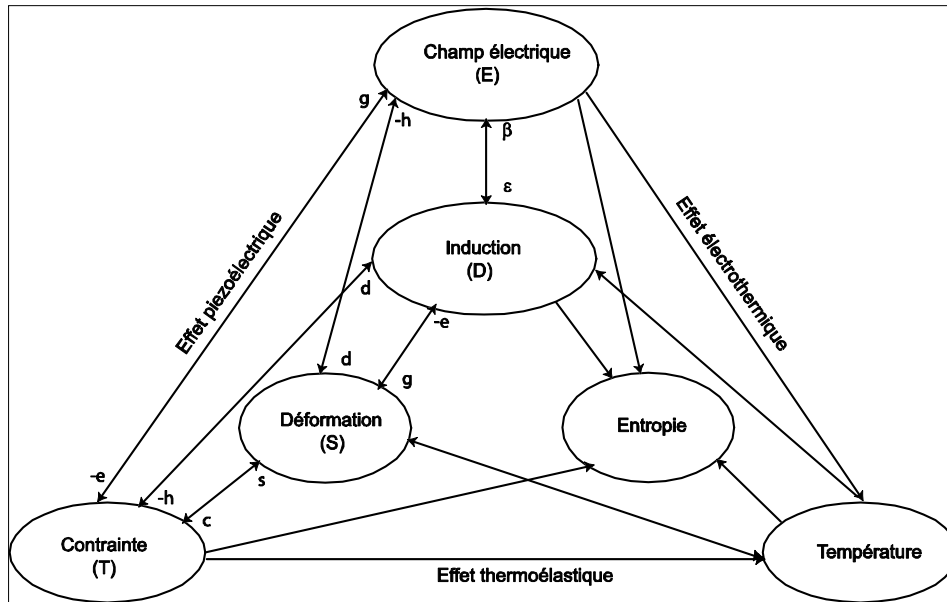 Champ électrique
(E)
g
-h
β
ε
Effet piezoélectrique
Effet électrothermique
Induction
(D)
d
-e
d
g
Déformation
(S)
Entropie
-e
-h
s
c
Contrainte
(T)
Température
Effet thermoélastique